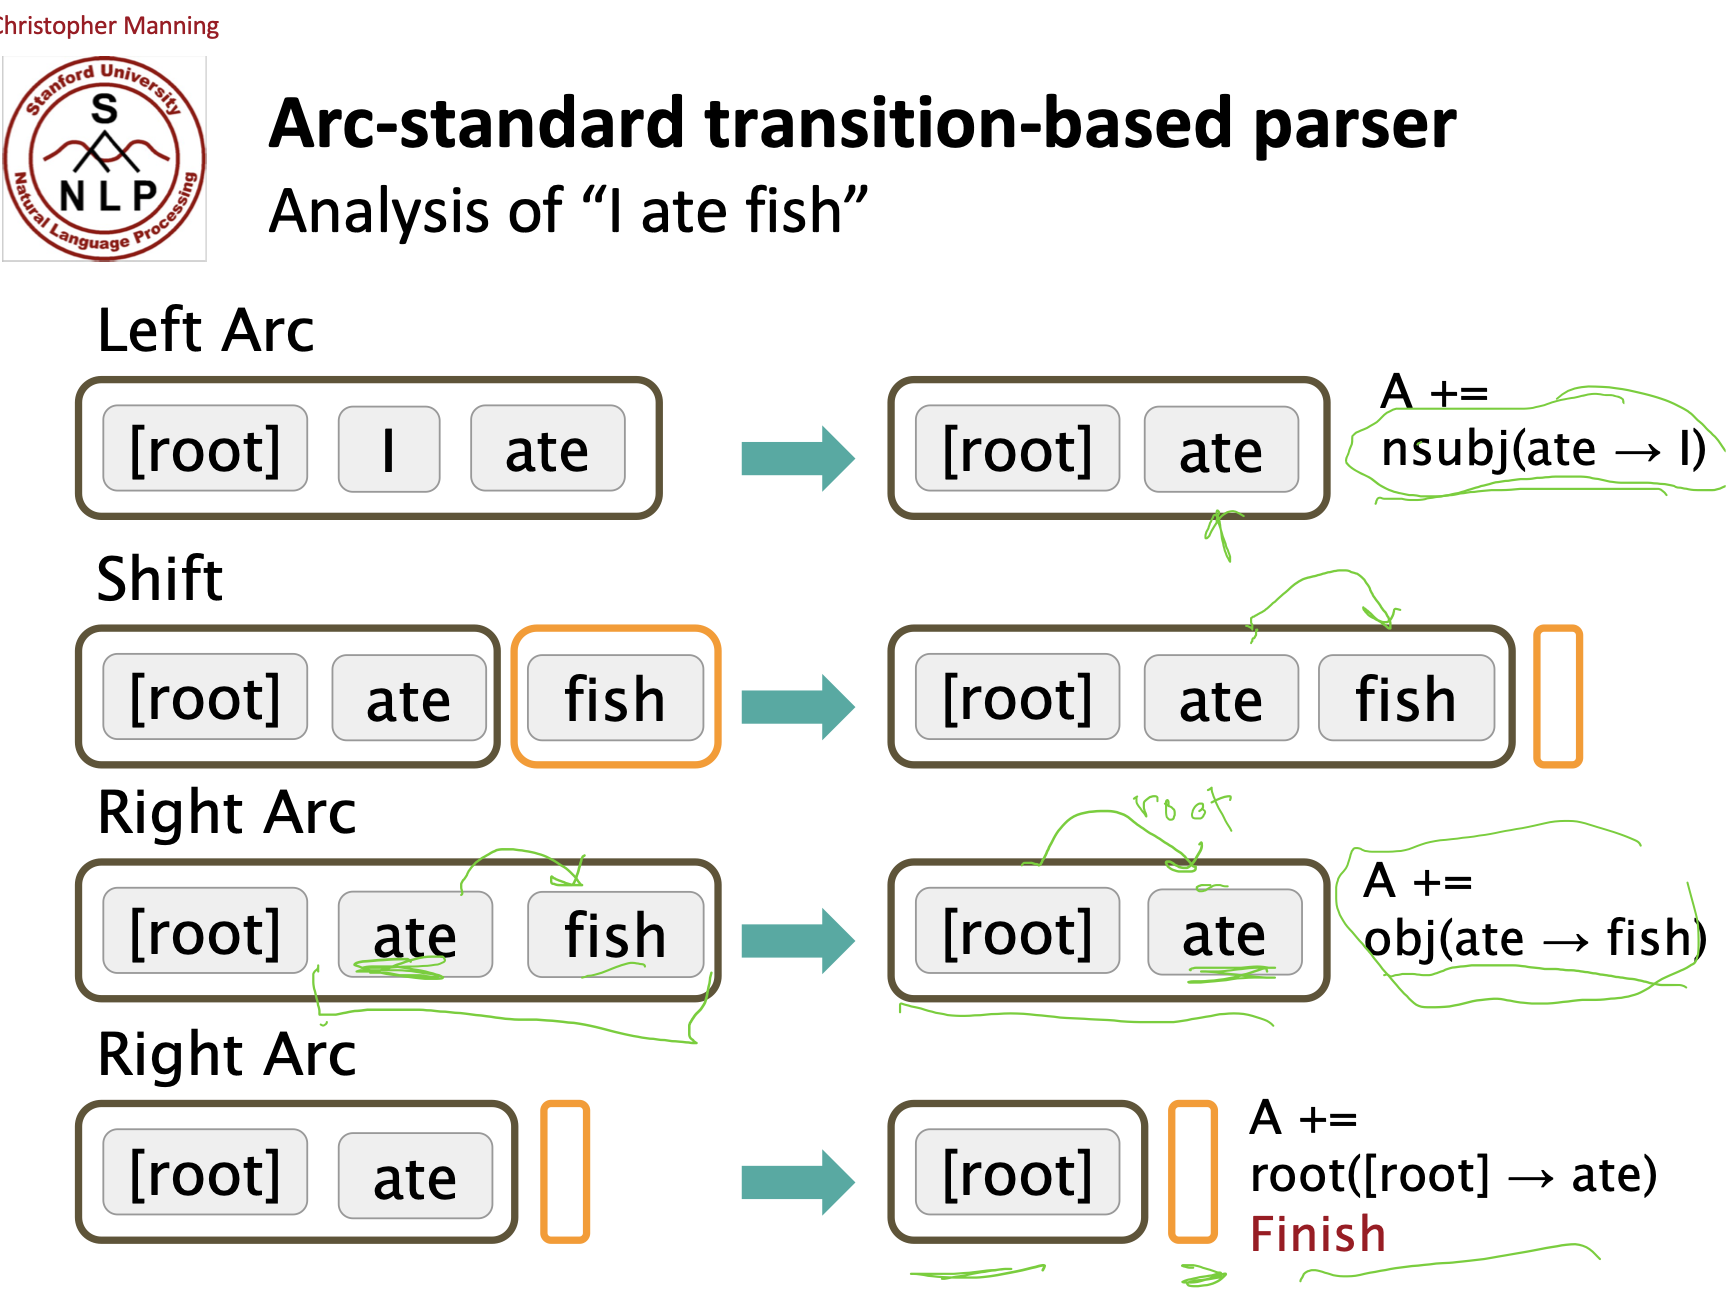 Christopher Manning
Stanford University
S
NLP
Natural Language Processing
Arc-standard transition-based parser
Analysis of “I ate fish”
Left Arc
[root] I ate [root] ate
A +=
nsubj(ate → I)
Shift
[root] ate fish [root] ate fish
Right Arc
root
[root] ate fish [root] ate
A +=
obj(ate → fish)
Right Arc
[root] ate [root]
A +=
root([root] → ate)
Finish